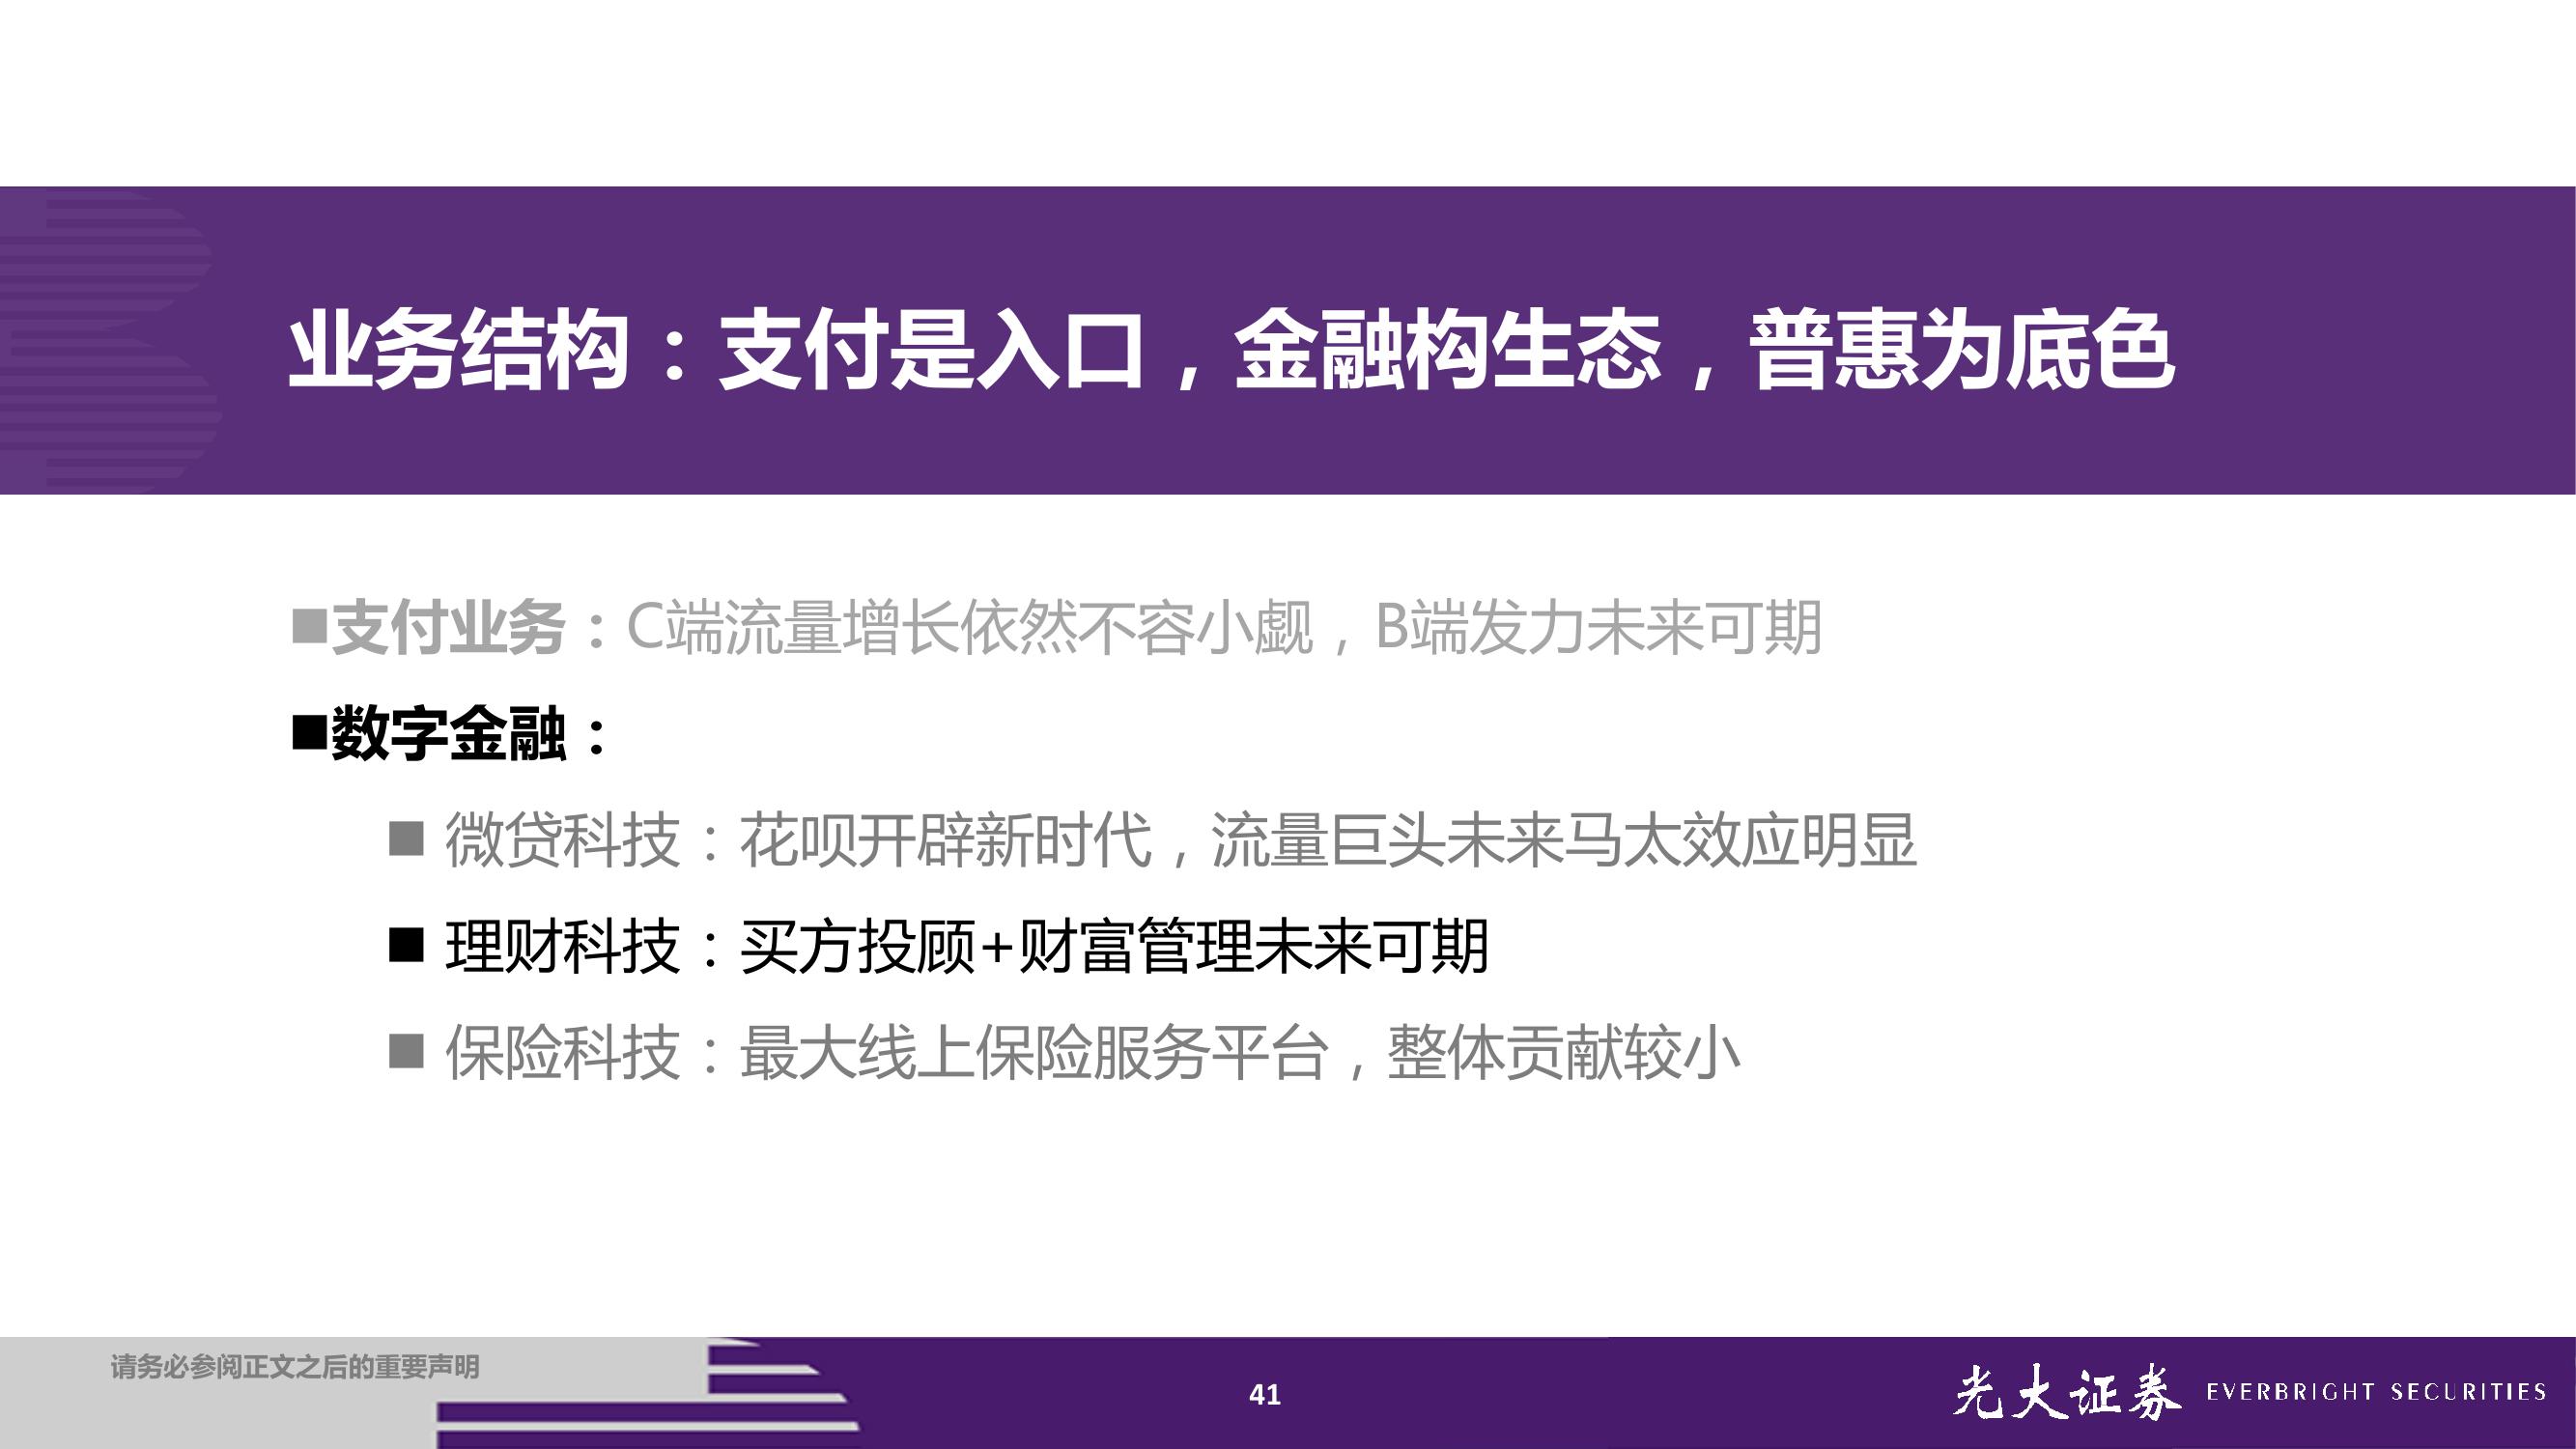 业务结构：支付是入口，金融构生态，普惠为底色
■支付业务：C端流量增长依然不容小觑，B端发力未来可期
■数字金融：
■ 微贷科技：花呗开辟新时代，流量巨头未来马太效应明显
■ 理财科技：买方投顾+财富管理未来可期
■ 保险科技：最大线上保险服务平台，整体贡献较小
请务必参阅正文之后的重要声明
41
光大证券 EVERBRIGHT SECURITIES